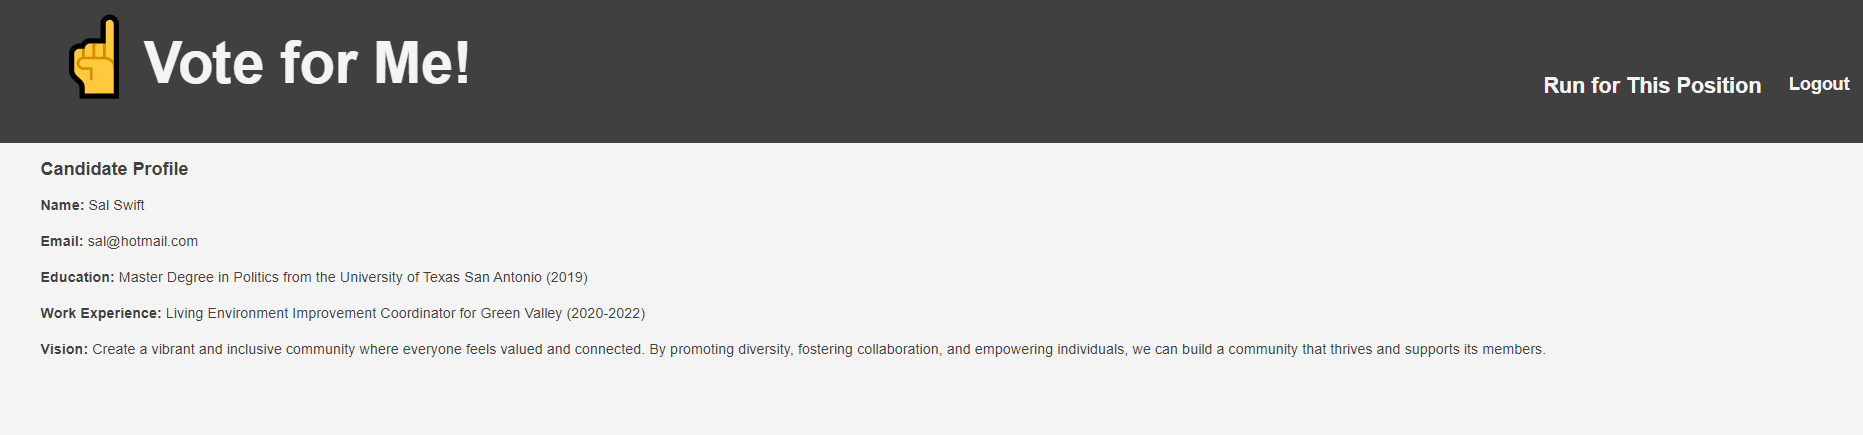 Vote for Me!
Run for This Position
Logout
Candidate Profile
Name: Sal Swift
Email: sal@hotmail.com
Education: Master Degree in Politics from the University of Texas San Antonio (2019)
Work Experience: Living Environment Improvement Coordinator for Green Valley (2020-2022)
Vision: Create a vibrant and inclusive community where everyone feels valued and connected. By promoting diversity, fostering collaboration, and empowering individuals, we can build a community that thrives and supports its members.